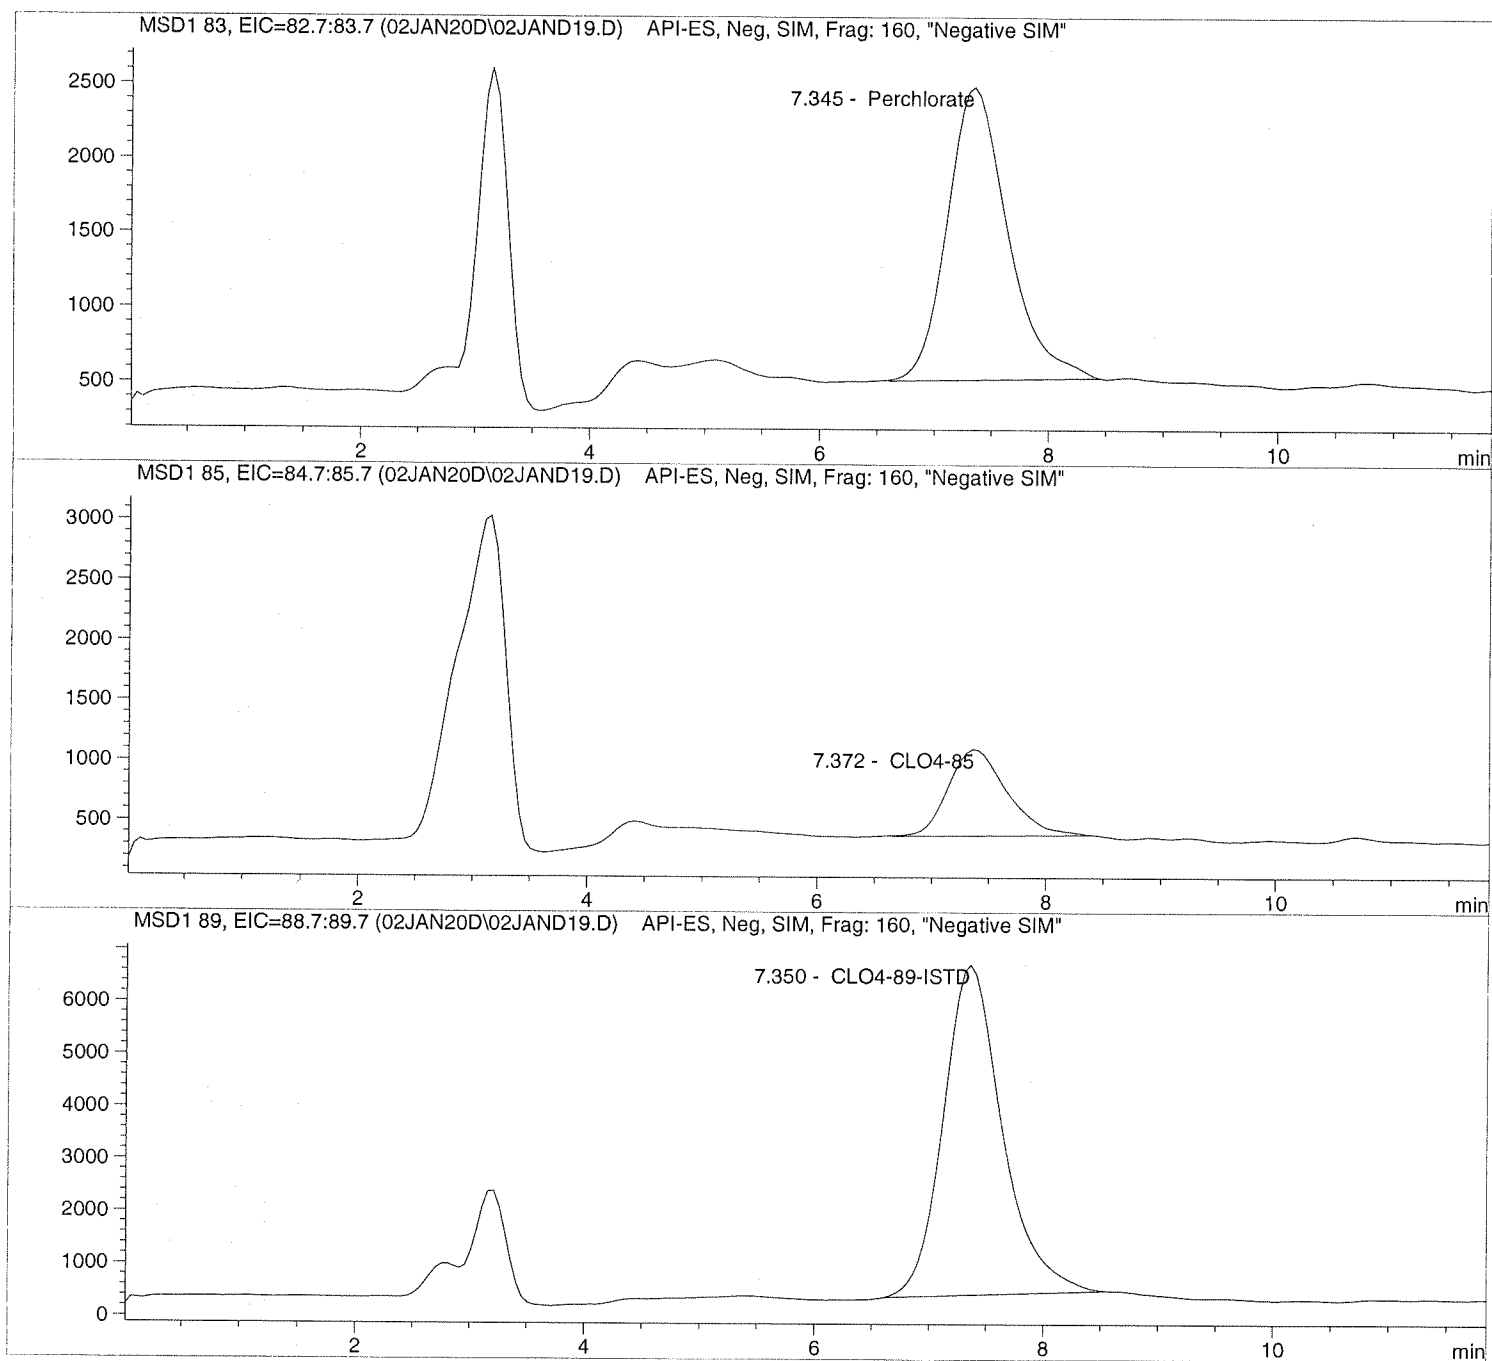 MSD1 83, EIC=82.7:83.7 (02JAN20D\02JAND19.D) API-ES, Neg, SIM, Frag: 160, "Negative SIM"
2500
7.345 - Perchlorate
2000
1500
1000
500
2 4 6 8 10 min
MSD1 85, EIC=84.7:85.7 (02JAN20D\02JAND19.D) API-ES, Neg, SIM, Frag: 160, "Negative SIM"
3000
2500
2000
1500
1000
7.372 - CLO4-85
500
2 4 6 8 10 min
MSD1 89, EIC=88.7:89.7 (02JAN20D\02JAND19.D) API-ES, Neg, SIM, Frag: 160, "Negative SIM"
7.350 - CLO4-89-ISTD
6000
5000
4000
3000
2000
1000
0
2 4 6 8 10 min